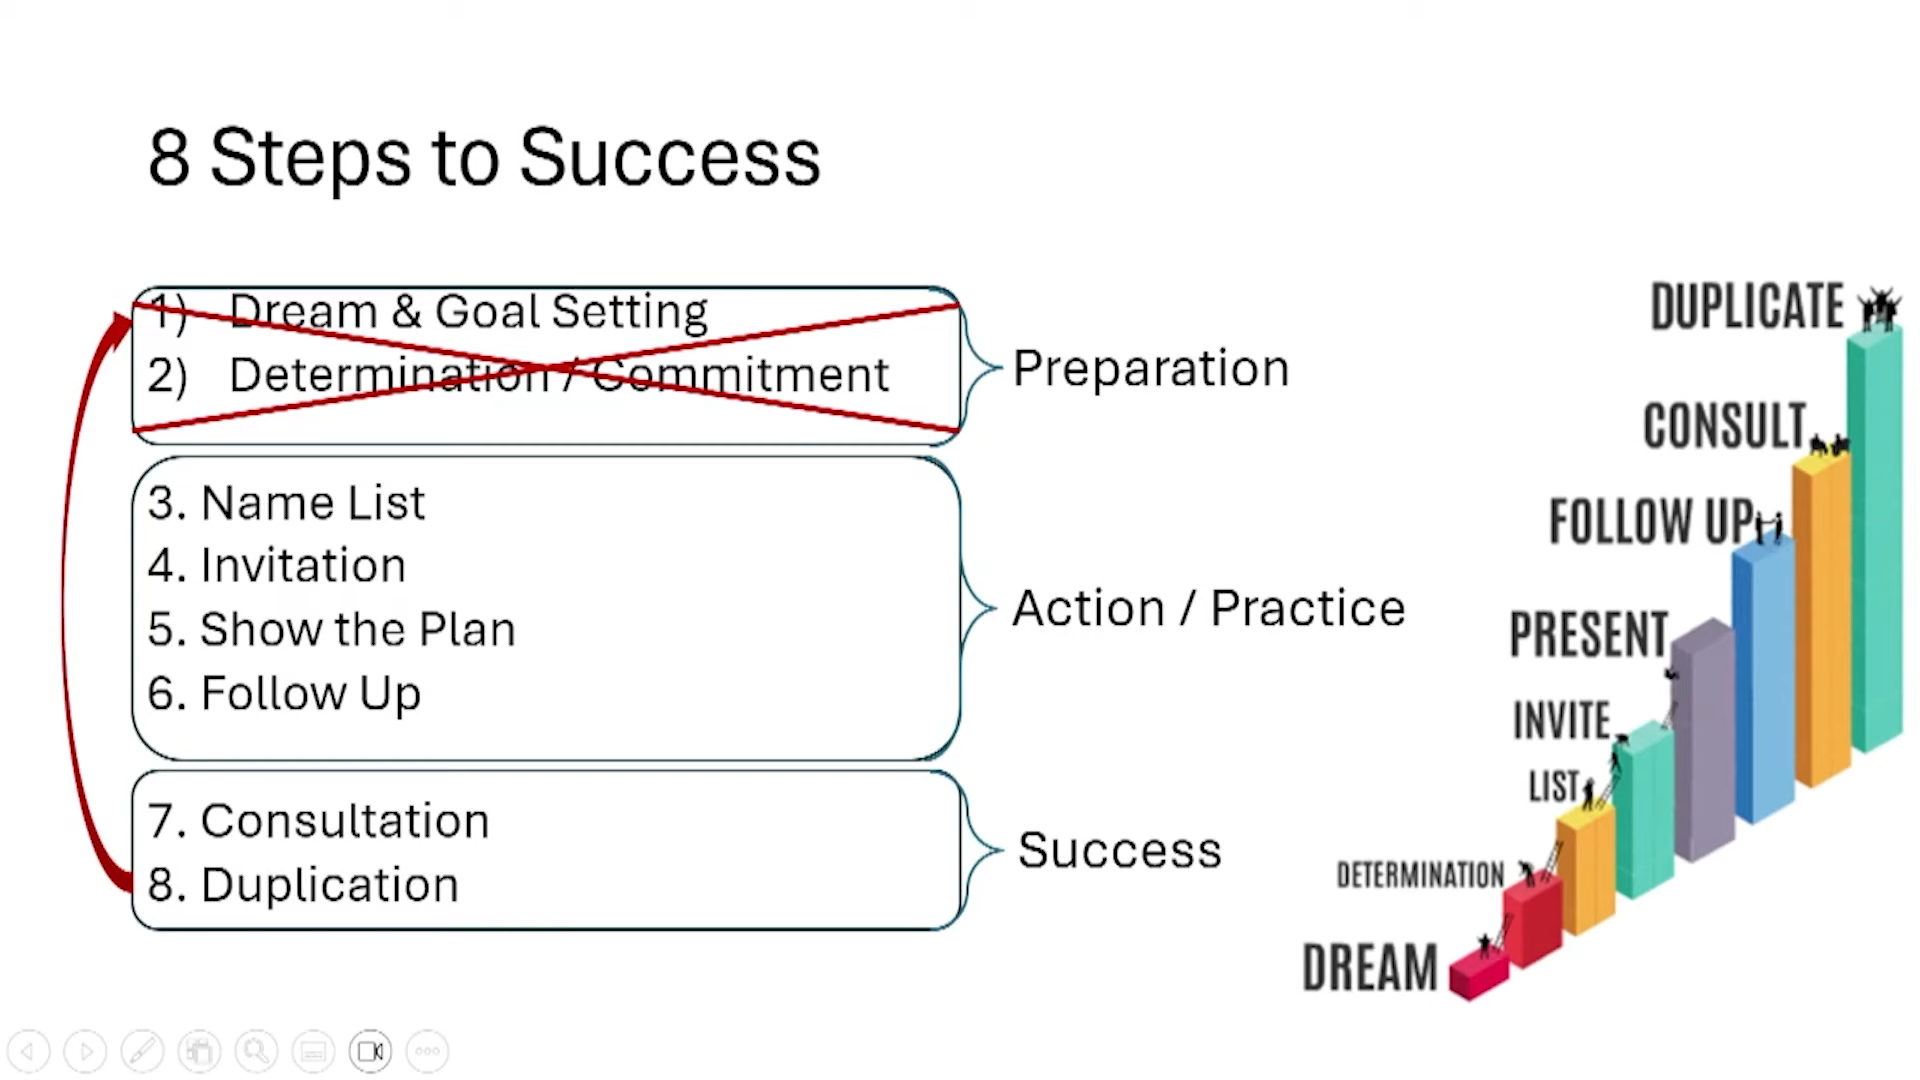 8 Steps to Success
1) Dream & Goal Setting
2) Determination / Commitment
Preparation
3. Name List
4. Invitation
5. Show the Plan
6. Follow Up
Action / Practice
7. Consultation
8. Duplication
Success
DUPLICATE
CONSULT
FOLLOW UP
PRESENT
INVITE
LIST
DETERMINATION
DREAM